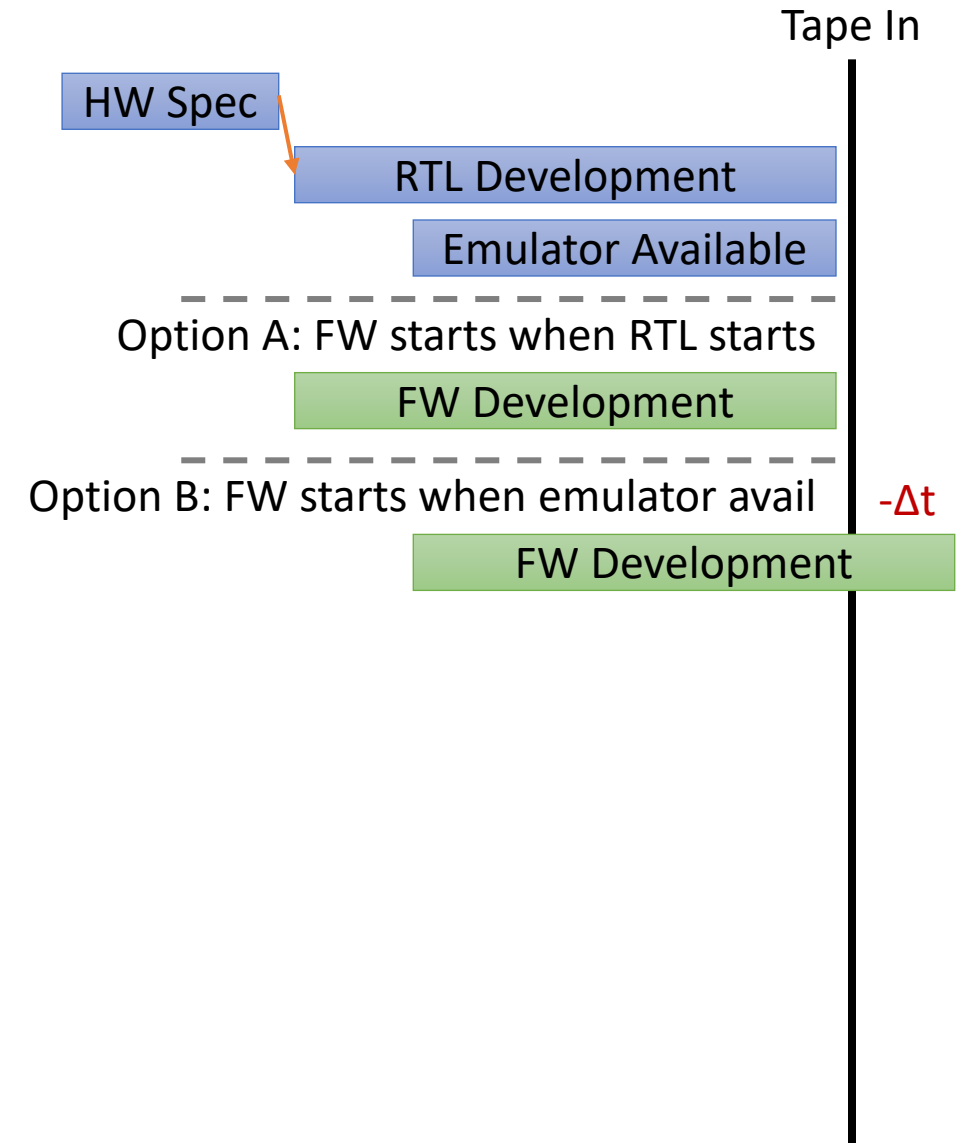 Tape In
HW Spec
RTL Development
Emulator Available
Option A: FW starts when RTL starts
FW Development
Option B: FW starts when emulator avail
-Δt
FW Development